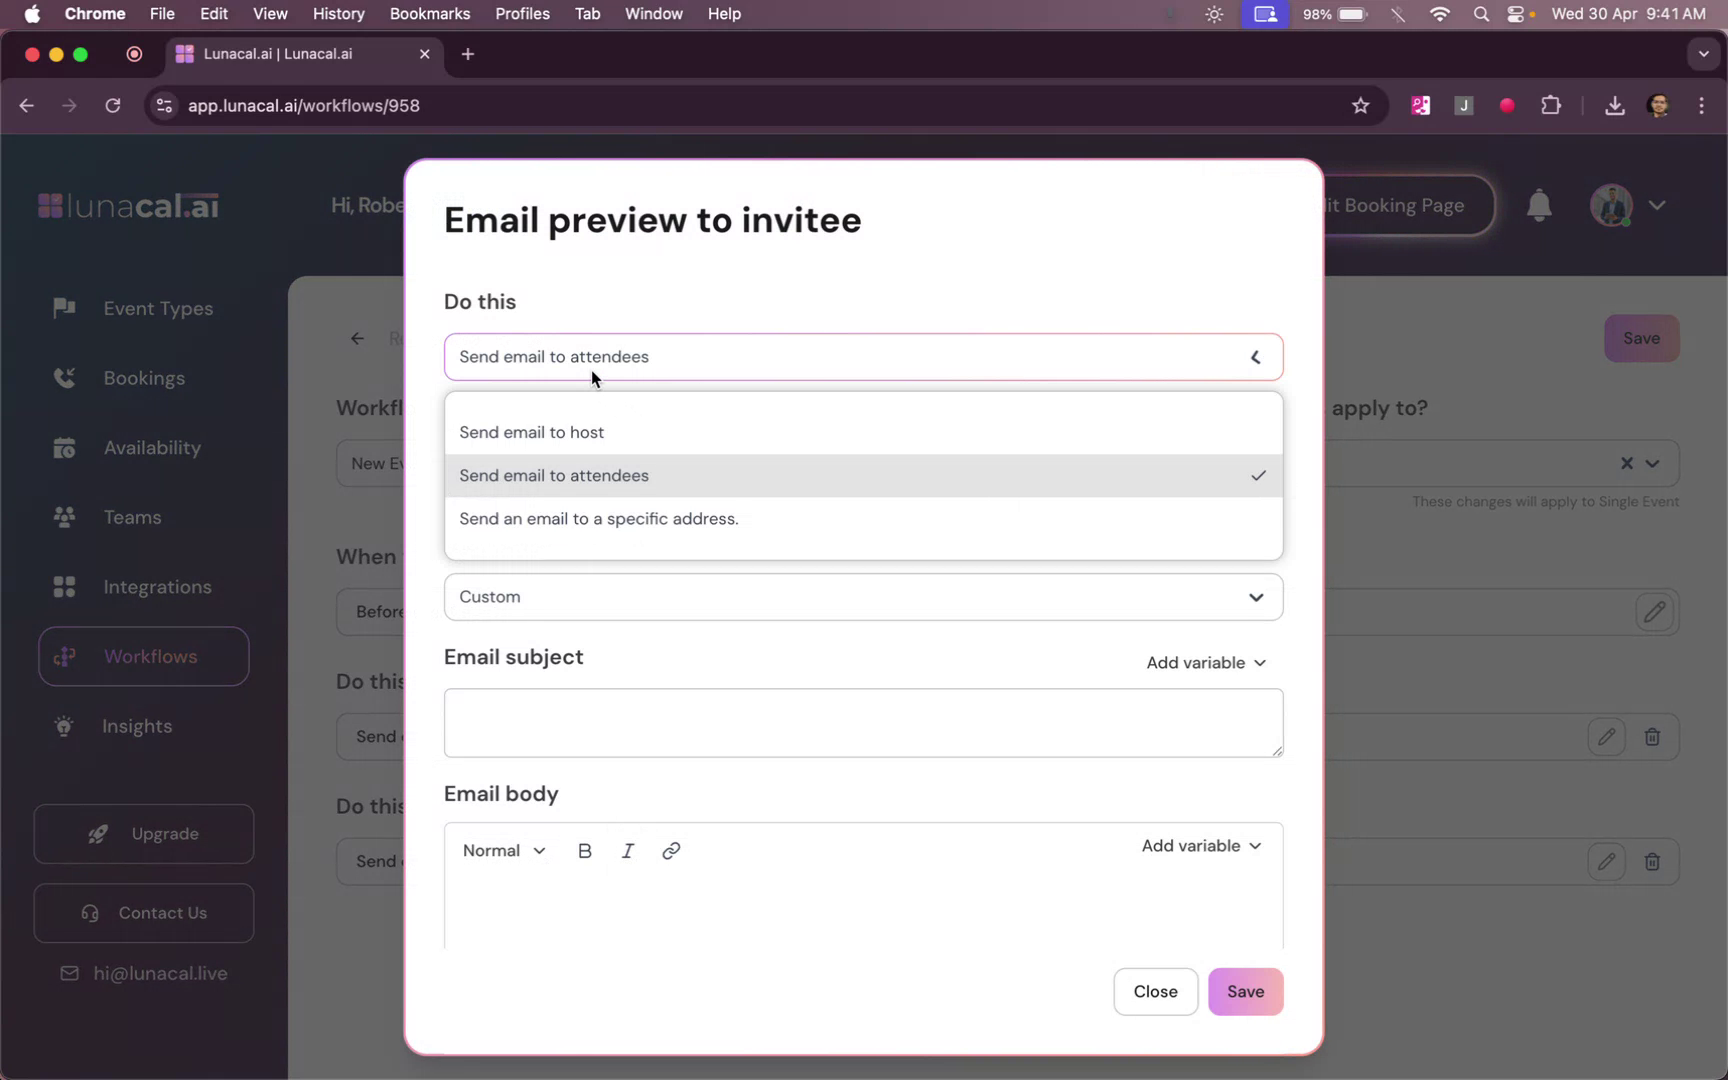 Chrome File Edit View History Bookmarks Profiles Tab Window Help 98% Wed 30 Apr 9:41 AM
Lunacal.ai | Lunacal.ai
app.lunacal.ai/workflows/958
J
lunacal.ai
Hi, Robe
it Booking Page
Event Types
Bookings
Availability
Teams
Integrations
Workflows
Insights
Upgrade
Contact Us
hi@lunacal.live
Save
Workfl
apply to?
New Ev
These changes will apply to Single Event
When
Before
Do this
Send
Do this
Send
Email preview to invitee
Do this
Send email to attendees
Send email to host
Send email to attendees
Send an email to a specific address.
Custom
Email subject
Add variable
Email body
Normal B I Add variable
Close Save